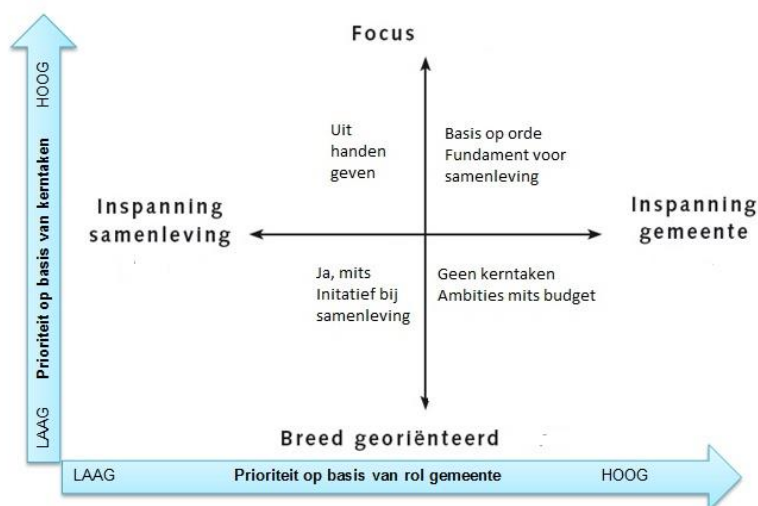 Focus
HOOG
Prioriteit op basis van kerntaken
LAAG
Uit
handen
geven
Basis op orde
Fundament voor
samenleving
Inspanning
samenleving
Inspanning
gemeente
Ja, mits
Initatief bij
samenleving
Geen kerntaken
Ambities mits budget
Breed georiënteerd
LAAG
Prioriteit op basis van rol gemeente
HOOG